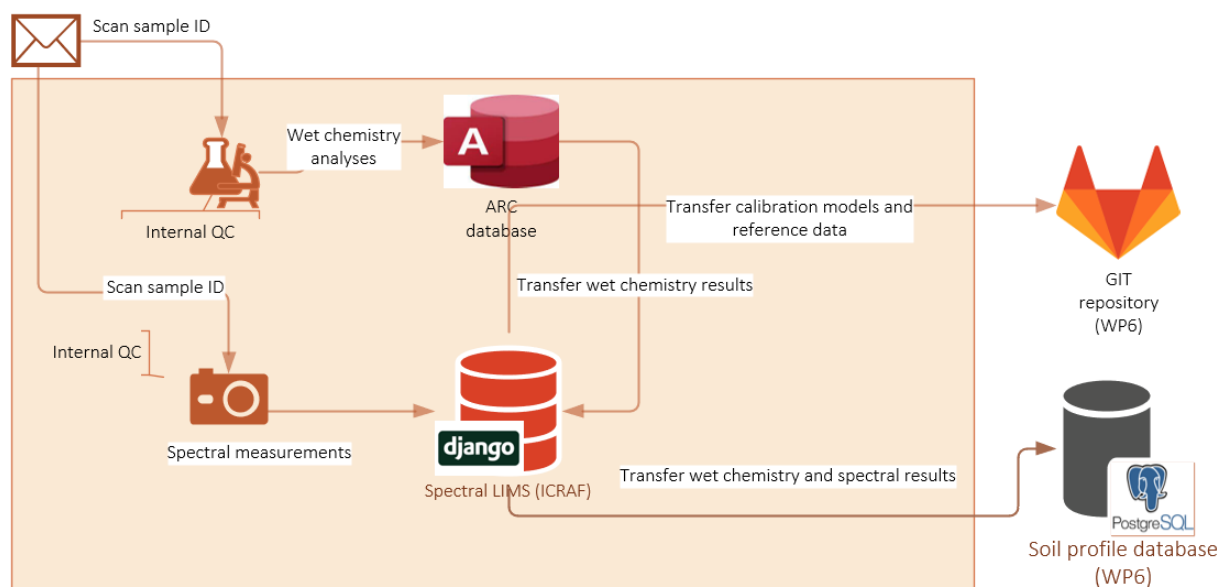 Scan sample ID
Wet chemistry
analyses
A
ARC
database
Internal QC
Transfer calibration models and
reference data
GIT
repository
(WP6)
Scan sample ID
Transfer wet chemistry results
Internal QC
Spectral measurements
django
Spectral LIMS (ICRAF)
Transfer wet chemistry and spectral results
PostgreSQL
Soil profile database
(WP6)